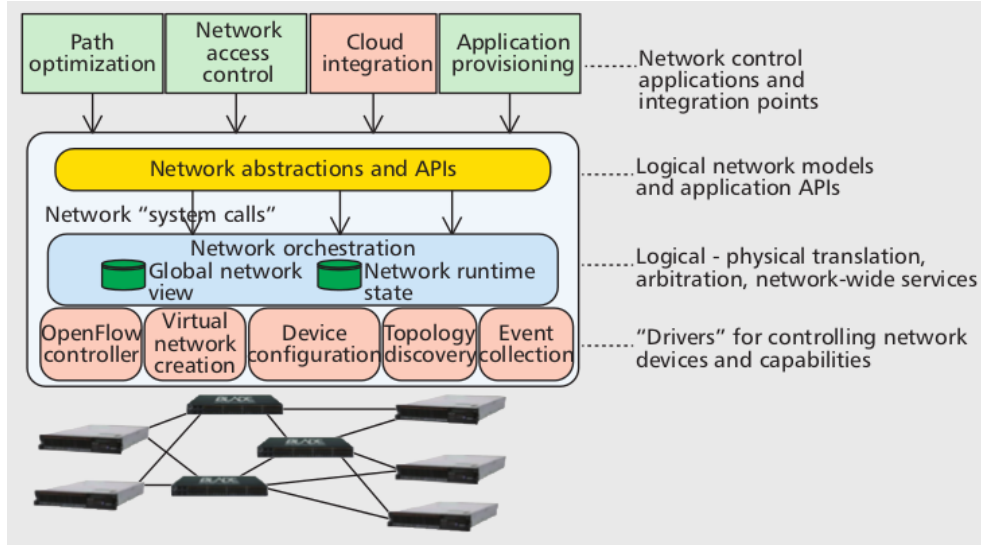 Path
optimization
Network
access
control
Cloud
integration
Application
provisioning
Network control
applications and
integration points
Network abstractions and APIs
Logical network models
and application APIs
Network “system calls”
Network orchestration
Global network
view
Network runtime
state
Logical - physical translation,
arbitration, network-wide services
OpenFlow
controller
Virtual
network
creation
Device
configuration
Topology
discovery
Event
collection
”Drivers” for controlling network
devices and capabilities
BLADE
BLADE
BLADE